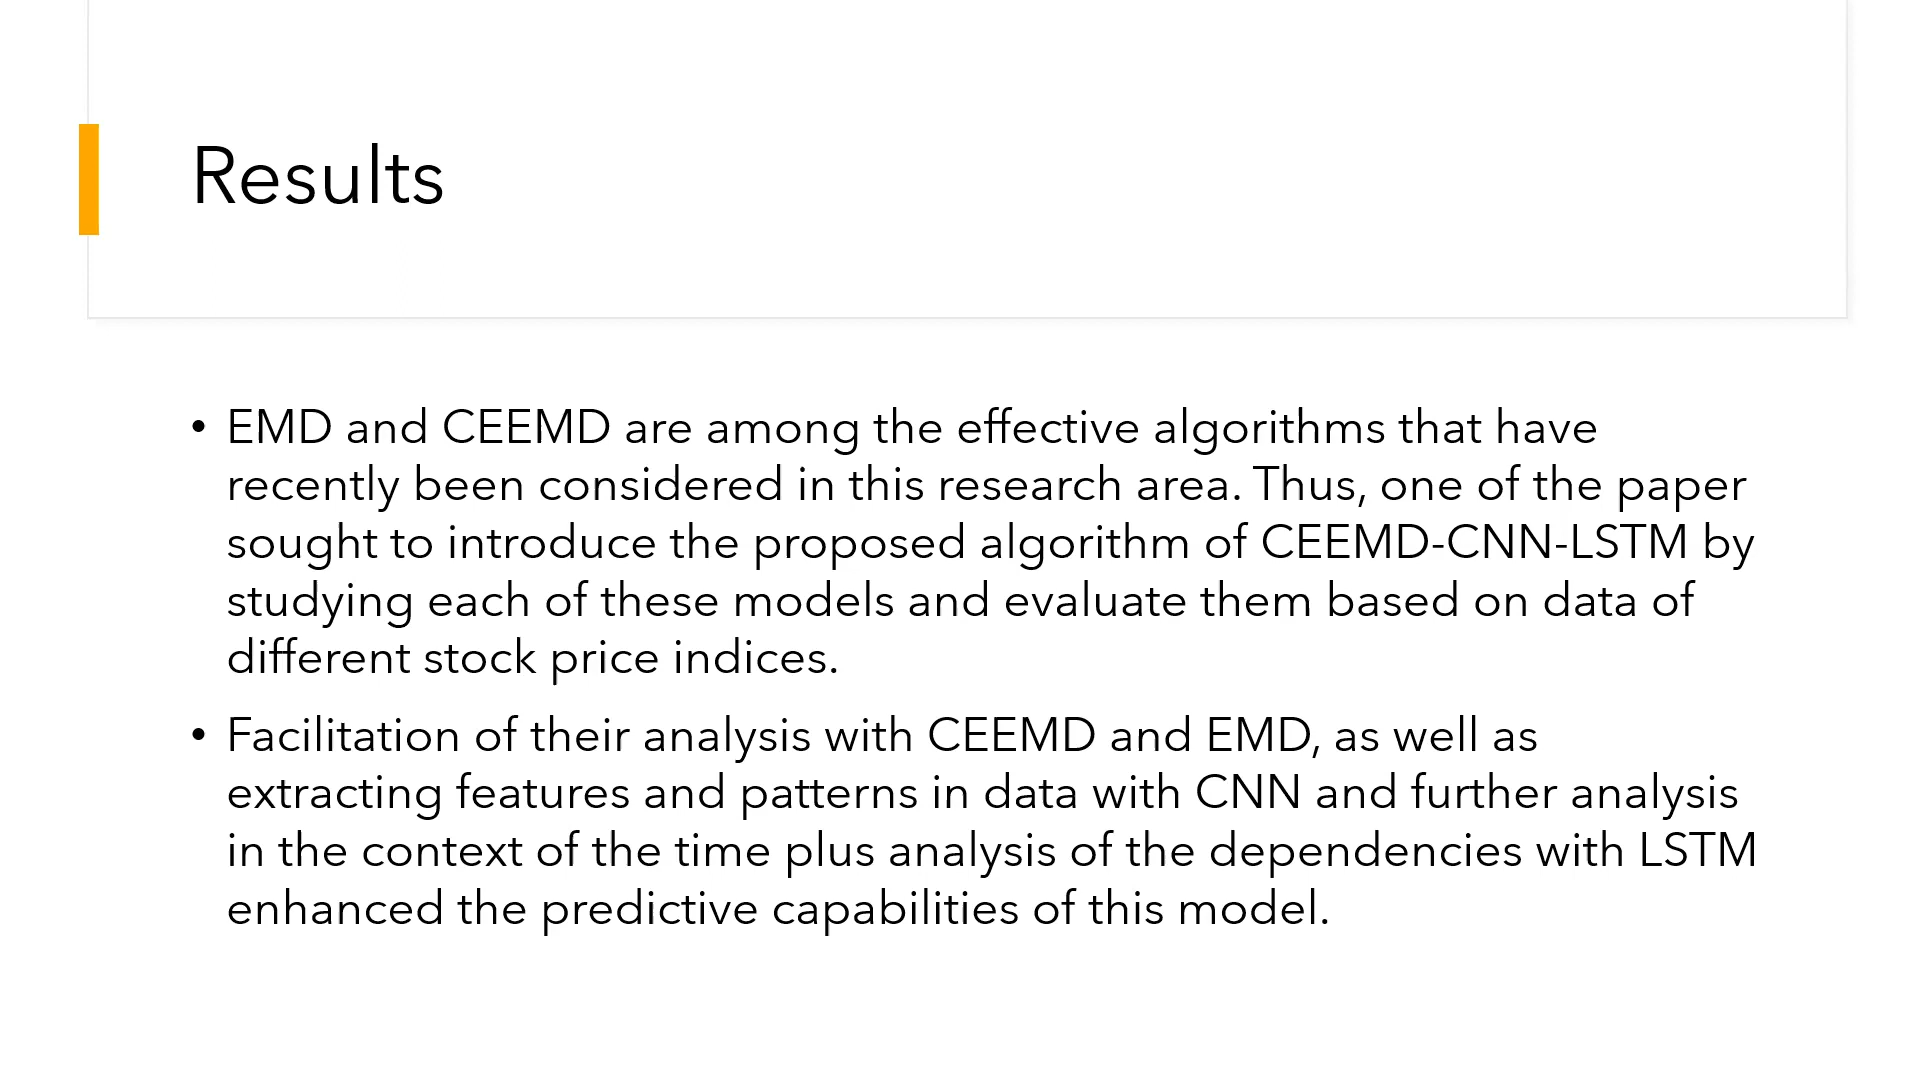 Results
• EMD and CEEMD are among the effective algorithms that have
recently been considered in this research area. Thus, one of the paper
sought to introduce the proposed algorithm of CEEMD-CNN-LSTM by
studying each of these models and evaluate them based on data of
different stock price indices.
• Facilitation of their analysis with CEEMD and EMD, as well as
extracting features and patterns in data with CNN and further analysis
in the context of the time plus analysis of the dependencies with LSTM
enhanced the predictive capabilities of this model.